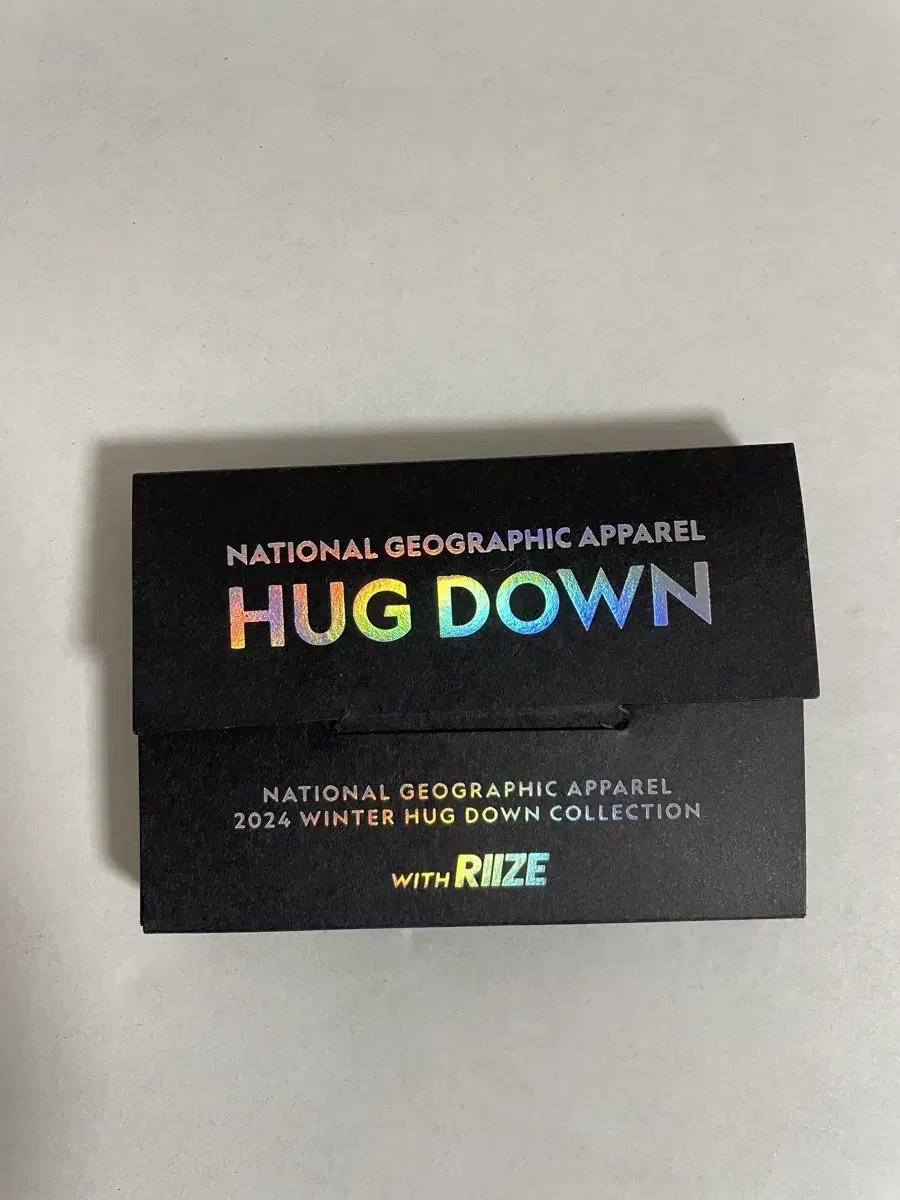 NATIONAL GEOGRAPHIC APPAREL
HUG DOWN
NATIONAL GEOGRAPHIC APPAREL
2024 WINTER HUG DOWN COLLECTION
WITH RIIZE